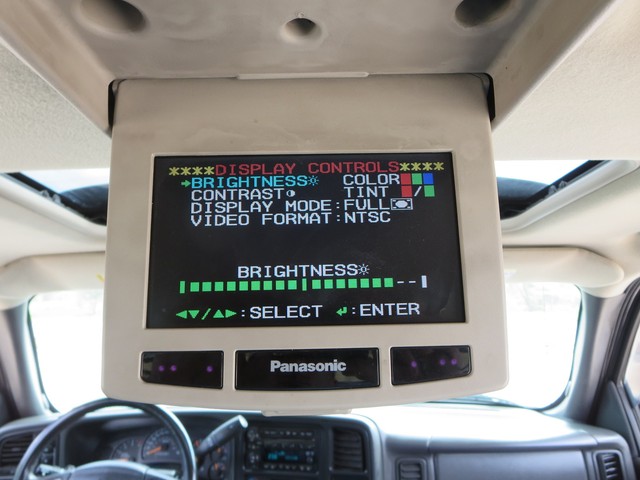 ****DISPLAY CONTROLS****
BRIGHTNESS COLOR
CONTRAST TINT /
DISPLAY MODE:FULL
VIDEO FORMAT:NTSC
BRIGHTNESS
--
/ :SELECT :ENTER
Panasonic